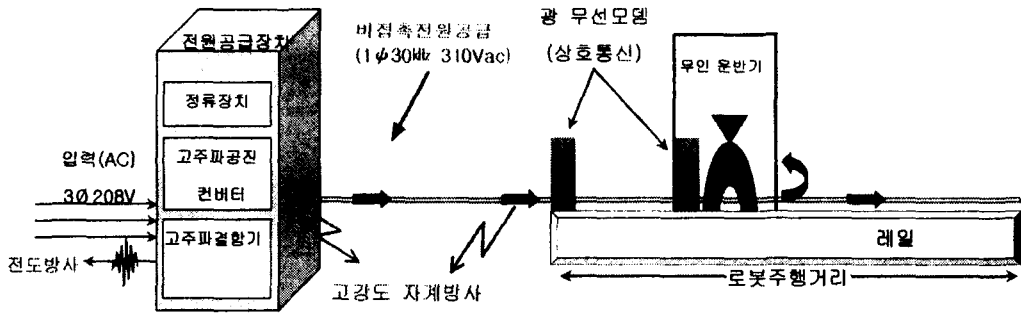 전원공급장치
정류장치
고주파공진
컨버터
고주파결합기
입력(AC)
3Ø208V
전도방사
비접촉전원공급
(1ϕ30㎑ 310Vac)
고강도 자계방사
광 무선모뎀
(상호통신)
무인 운반기
레일
로봇주행거리